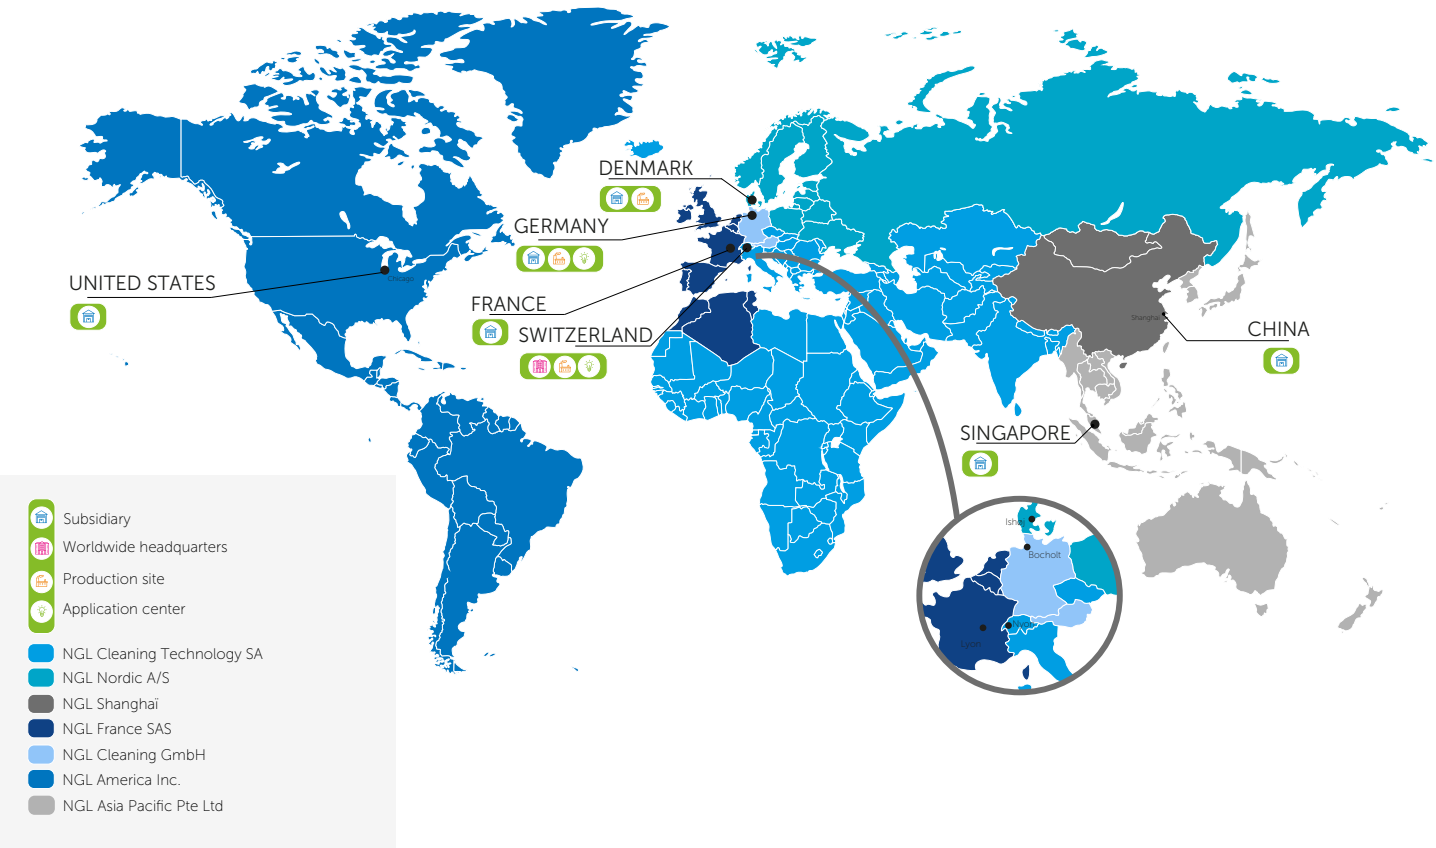 DENMARK
GERMANY
UNITED STATES
Chicago
FRANCE
SWITZERLAND
Shanghai
CHINA
SINGAPORE
Ishøj
Bocholt
Nyon
Lyon
Subsidiary
Worldwide headquarters
Production site
Application center
NGL Cleaning Technology SA
NGL Nordic A/S
NGL Shanghaï
NGL France SAS
NGL Cleaning GmbH
NGL America Inc.
NGL Asia Pacific Pte Ltd